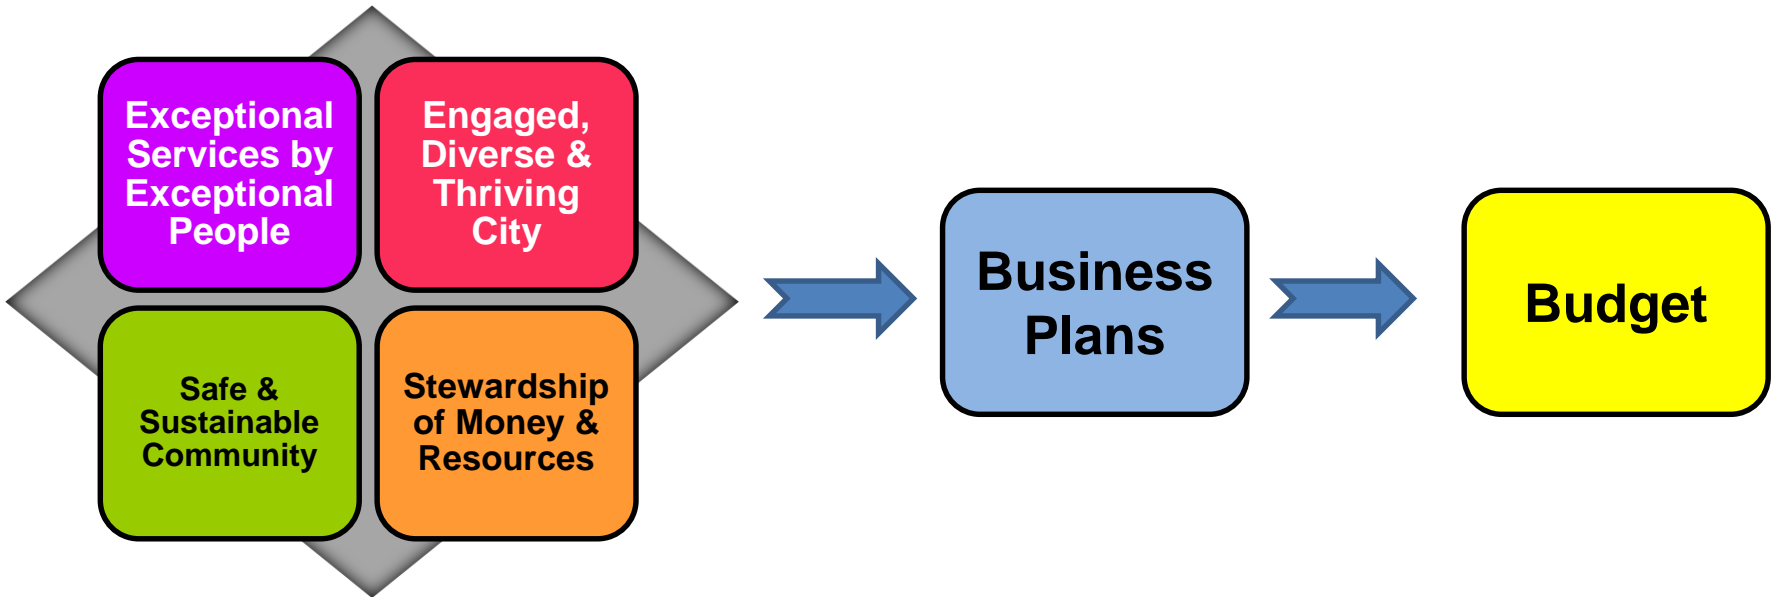 Exceptional
Services by
Exceptional
People
Engaged,
Diverse &
Thriving
City
Safe &
Sustainable
Community
Stewardship
of Money &
Resources
Business
Plans
Budget